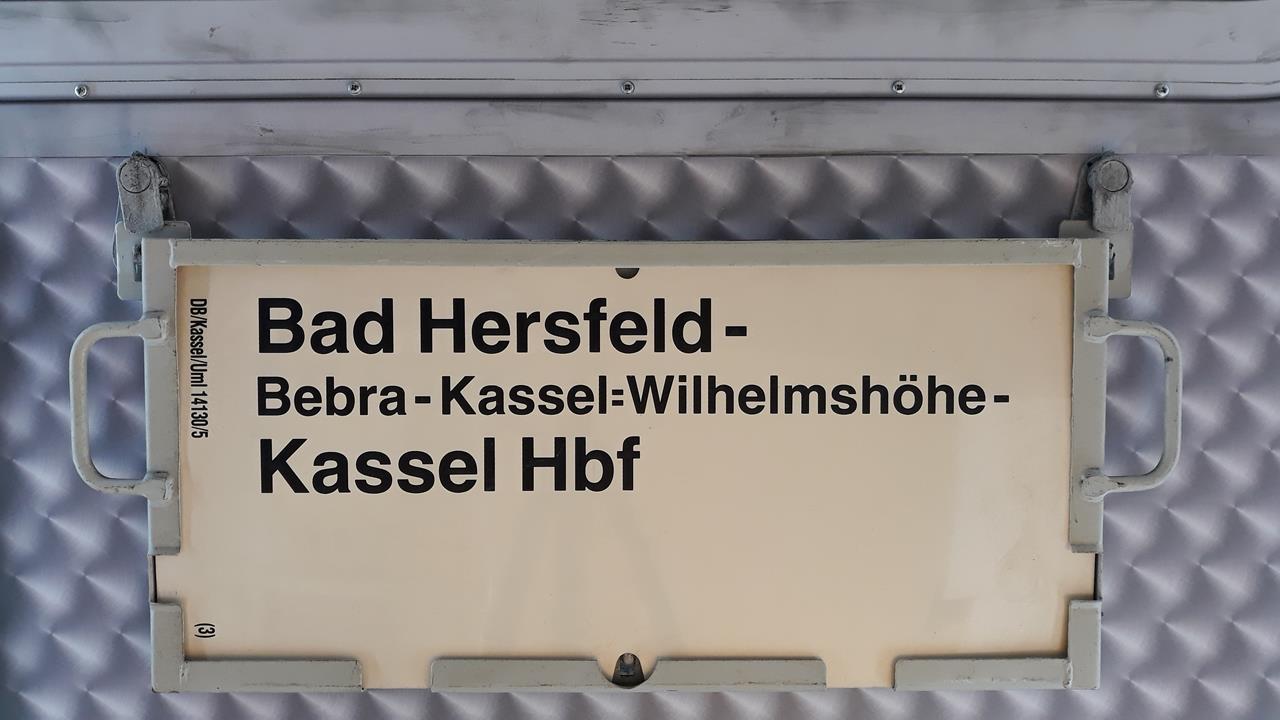 Bad Hersfeld-
Bebra-Kassel=Wilhelmshöhe-
Kassel Hbf
DB/Kassel/Uml 14130/5
(3)